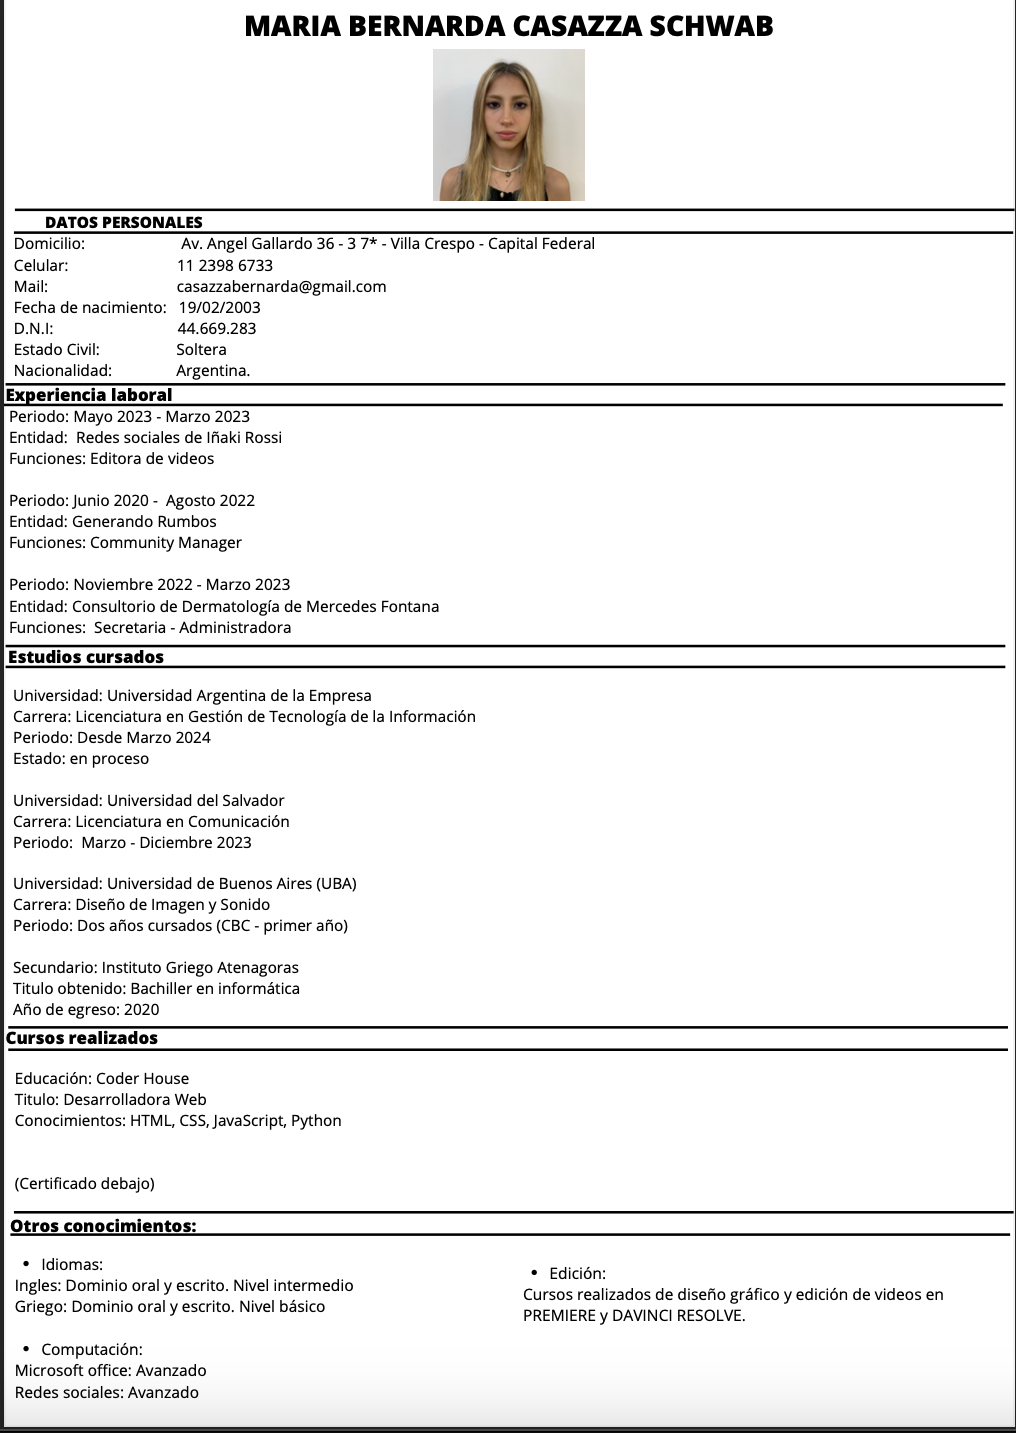 MARIA BERNARDA CASAZZA SCHWAB
DATOS PERSONALES
Domicilio: Av. Angel Gallardo 36 - 3 7* - Villa Crespo - Capital Federal
Celular: 11 2398 6733
Mail: casazzabernarda@gmail.com
Fecha de nacimiento: 19/02/2003
D.N.I: 44.669.283
Estado Civil: Soltera
Nacionalidad: Argentina.
Experiencia laboral
Periodo: Mayo 2023 - Marzo 2023
Entidad: Redes sociales de Iñaki Rossi
Funciones: Editora de videos
Periodo: Junio 2020 - Agosto 2022
Entidad: Generando Rumbos
Funciones: Community Manager
Periodo: Noviembre 2022 - Marzo 2023
Entidad: Consultorio de Dermatología de Mercedes Fontana
Funciones: Secretaria - Administradora
Estudios cursados
Universidad: Universidad Argentina de la Empresa
Carrera: Licenciatura en Gestión de Tecnología de la Información
Periodo: Desde Marzo 2024
Estado: en proceso
Universidad: Universidad del Salvador
Carrera: Licenciatura en Comunicación
Periodo: Marzo - Diciembre 2023
Universidad: Universidad de Buenos Aires (UBA)
Carrera: Diseño de Imagen y Sonido
Periodo: Dos años cursados (CBC - primer año)
Secundario: Instituto Griego Atenagoras
Titulo obtenido: Bachiller en informática
Año de egreso: 2020
Cursos realizados
Educación: Coder House
Titulo: Desarrolladora Web
Conocimientos: HTML, CSS, JavaScript, Python
(Certificado debajo)
Otros conocimientos:
• Idiomas:
Ingles: Dominio oral y escrito. Nivel intermedio
Griego: Dominio oral y escrito. Nivel básico
• Computación:
Microsoft office: Avanzado
Redes sociales: Avanzado
• Edición:
Cursos realizados de diseño gráfico y edición de videos en
PREMIERE y DAVINCI RESOLVE.